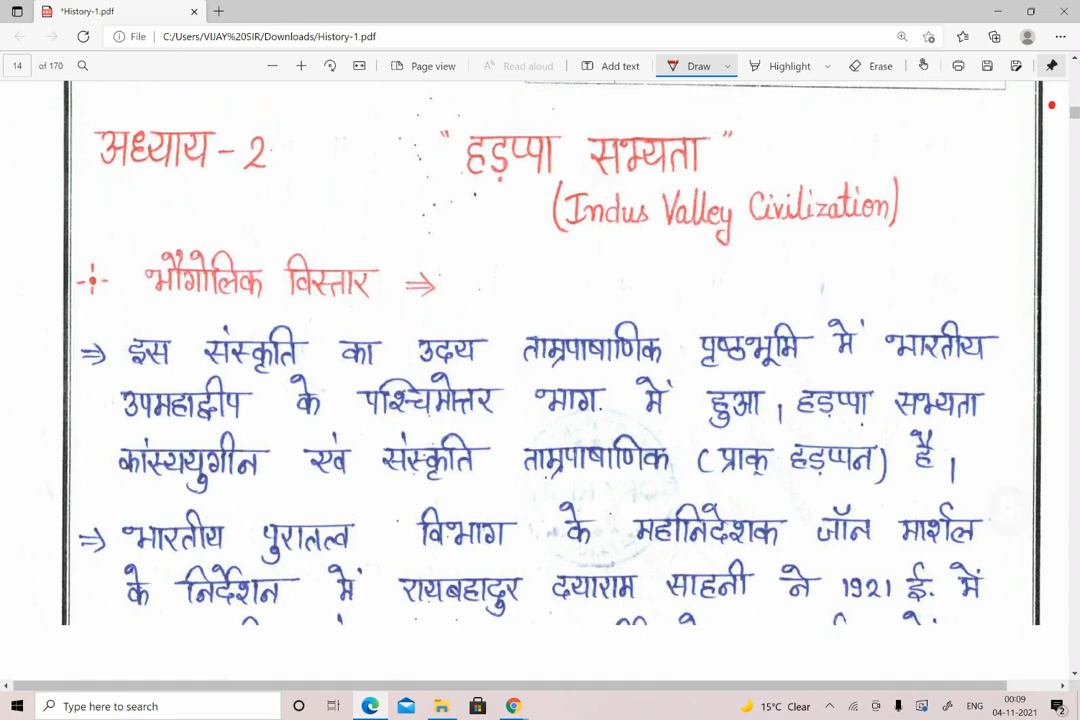 *History-1.pdf
File C:/Users/VIJAY%20SIR/Downloads/History-1.pdf
14 of 170 Page view Read aloud Add text Draw Highlight Erase
अध्याय - 2 " हड़प्पा सभ्यता "
(Indus Valley Civilization)
भौगोलिक विस्तार ⇒
⇒ इस संस्कृति का उदय ताम्रपाषाणिक पृष्ठभूमि में भारतीय
उपमहाद्वीप के पश्चिमोत्तर भाग में हुआ । हड़प्पा सभ्यता
कांस्ययुगीन एवं संस्कृति ताम्रपाषाणिक (प्राक् हड़प्पन) है ।
⇒ भारतीय पुरातत्व विभाग के महानिदेशक जॉन मार्शल
के निर्देशन में रायबहादुर दयाराम साहनी ने 1921 ई. में
Type here to search 15°C Clear ENG 00:09
04-11-2021 2